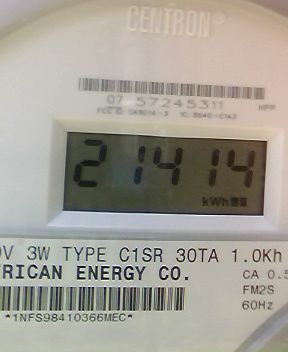 CENTRON
07 57245311
21414
kWh
V 3W TYPE C1SR 30TA 1.0Kh
RICAN ENERGY CO.
CA 0.5
FM2S
60Hz
*1NFS98410366MEC*